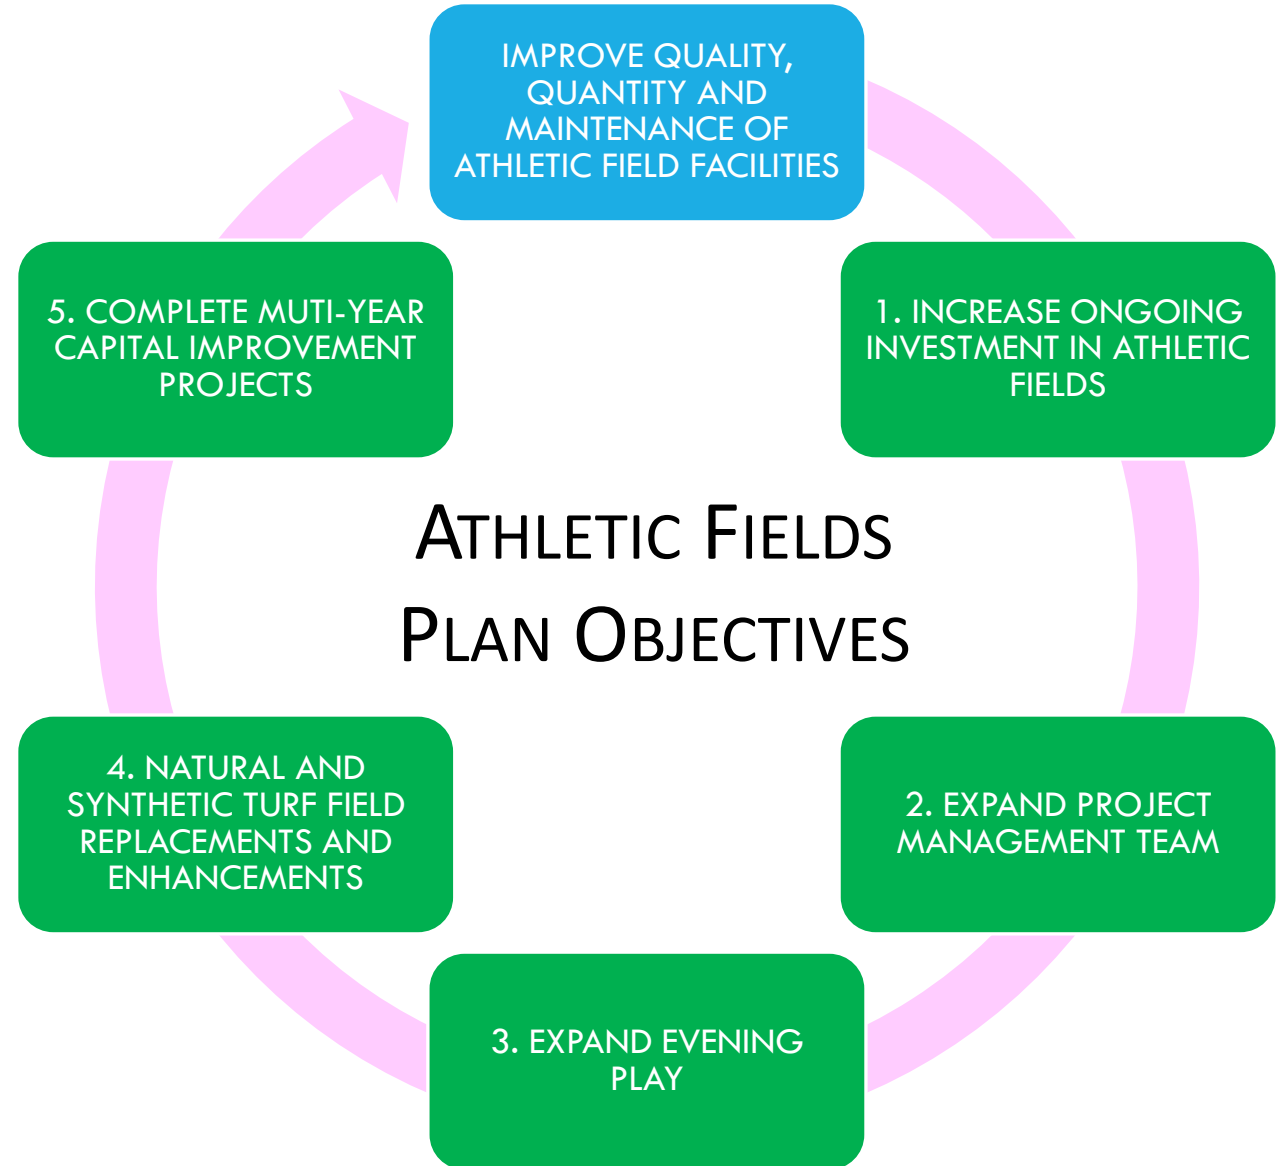 IMPROVE QUALITY,
QUANTITY AND
MAINTENANCE OF
ATHLETIC FIELD FACILITIES
1. INCREASE ONGOING
INVESTMENT IN ATHLETIC
FIELDS
2. EXPAND PROJECT
MANAGEMENT TEAM
3. EXPAND EVENING
PLAY
4. NATURAL AND
SYNTHETIC TURF FIELD
REPLACEMENTS AND
ENHANCEMENTS
5. COMPLETE MUTI-YEAR
CAPITAL IMPROVEMENT
PROJECTS
ATHLETIC FIELDS
PLAN OBJECTIVES